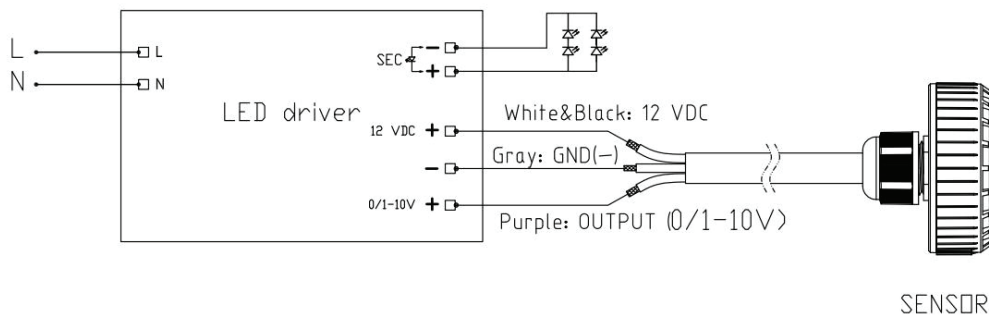 L
L
N
N
LED driver
SEC
−
+
12 VDC +
−
0/1-10V +
White&Black: 12 VDC
Gray: GND(-)
Purple: OUTPUT (0/1-10V)
SENSOR